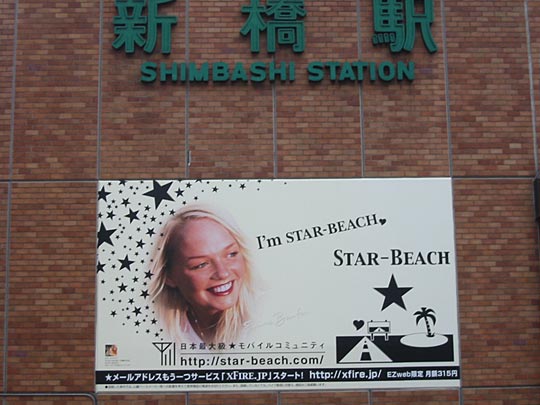 新橋駅
SHIMBASHI STATION
I'm STAR-BEACH♥
STAR-BEACH
日本最大級★モバイルコミュニティ
http://star-beach.com/
★メールアドレスもう一つサービス「XFIRE.JP」スタート! http://xfire.jp/ EZweb限定 月額315円